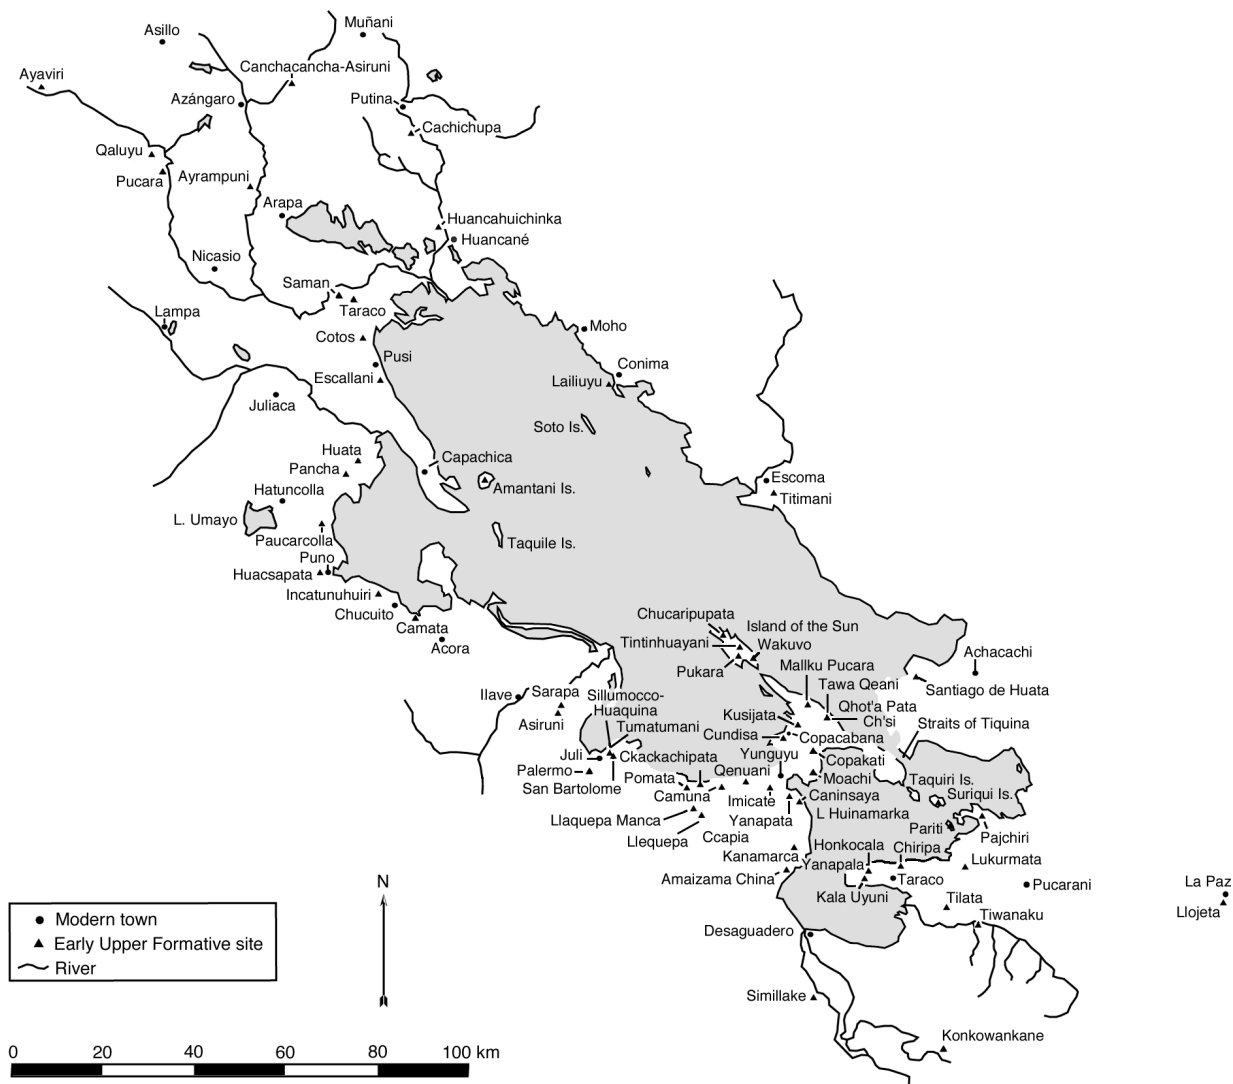 Muñani
Asillo
Canchacancha-Asiruni
Ayaviri
Azángaro
Putina
Cachichupa
Qaluyu
Pucara
Ayrampuni
Arapa
Huancahuichinka
Huancané
Nicasio
Saman
Taraco
Lampa
Moho
Cotos
Pusi
Conima
Escallani
Lailiuyu
Juliaca
Soto Is.
Huata
Capachica
Pancha
Escoma
Hatuncolla
Amantani Is.
Titimani
L. Umayo
Paucarcolla
Taquile Is.
Puno
Huacsapata
Incatunuhuiri
Chucuito
Camata
Acora
Chucaripupata
Island of the Sun
Tintinhuayani
Wakuvo
Achacachi
Pukara
Mallku Pucara
Tawa Qeani
Santiago de Huata
Ilave
Sarapa
Sillumocco-
Huaquina
Qhot'a Pata
Asiruni
Kusijata
Ch'si
Straits of Tiquina
Tumatumani
Cundisa
Copacabana
Juli
Ckackachipata
Yunguyu
Copakati
Palermo
Pomata
Qenuani
Moachi
Taquiri Is.
San Bartolome
Camuna
Imicate
Caninsaya
Suriqui Is.
Llaquepa Manca
Yanapata
L Huinamarka
Pariti
Llequepa
Ccapia
Pajchiri
Honkocala
Chiripa
Kanamarca
Yanapala
Lukurmata
Amaizama China
Taraco
Pucarani
La Paz
Kala Uyuni
Tilata
Llojeta
Tiwanaku
Desaguadero
Simillake
Konkowankane
N
Modern town
Early Upper Formative site
River
0 20 40 60 80 100 km